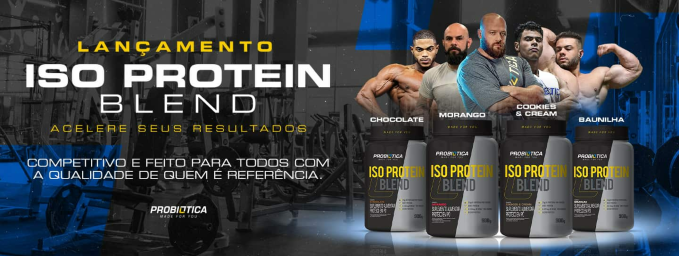 LANÇAMENTO
ISO PROTEIN
BLEND
ACELERE SEUS RESULTADOS
COMPETITIVO E FEITO PARA TODOS COM
A QUALIDADE DE QUEM É REFERÊNCIA.
PROBIÓTICA
MADE FOR YOU
CHOCOLATE
MORANGO
COOKIES
& CREAM
BAUNILHA
PROBIÓTICA
ISO PROTEIN
BLEND
PROBIÓTICA
ISO PROTEIN
BLEND
PROBIÓTICA
ISO PROTEIN
BLEND
PROBIÓTICA
ISO PROTEIN
BLEND